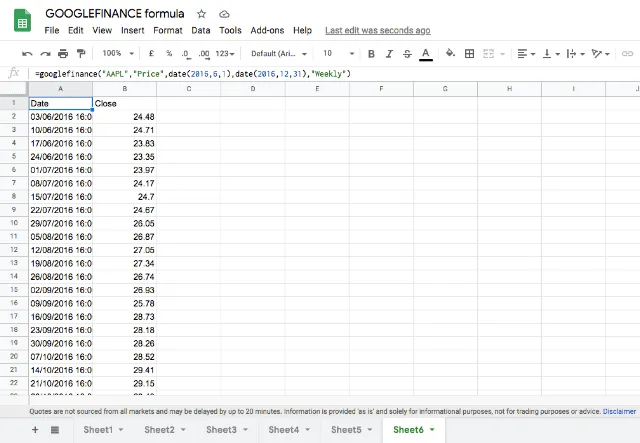 GOOGLEFINANCE formula
File Edit View Insert Format Data Tools Add-ons Help Last edit was seconds ago
100% £ % .0 .00 123 Default (Ari... 10 B I S A
fx =googlefinance("AAPL","Price",date(2016,6,1),date(2016,12,31),"Weekly")
A B C D E F G H I J
1 Date Close
2 03/06/2016 16:0 24.48
3 10/06/2016 16:0 24.71
4 17/06/2016 16:0 23.83
5 24/06/2016 16:0 23.35
6 01/07/2016 16:0 23.97
7 08/07/2016 16:0 24.17
8 15/07/2016 16:0 24.7
9 22/07/2016 16:0 24.67
10 29/07/2016 16:0 26.05
11 05/08/2016 16:0 26.87
12 12/08/2016 16:0 27.05
13 19/08/2016 16:0 27.34
14 26/08/2016 16:0 26.74
15 02/09/2016 16:0 26.93
16 09/09/2016 16:0 25.78
17 16/09/2016 16:0 28.73
18 23/09/2016 16:0 28.18
19 30/09/2016 16:0 28.26
20 07/10/2016 16:0 28.52
21 14/10/2016 16:0 29.41
22 21/10/2016 16:0 29.15
Quotes are not sourced from all markets and may be delayed by up to 20 minutes. Information is provided 'as is' and solely for informational purposes, not for trading purposes or advice. Disclaimer
Sheet1 Sheet2 Sheet3 Sheet4 Sheet5 Sheet6